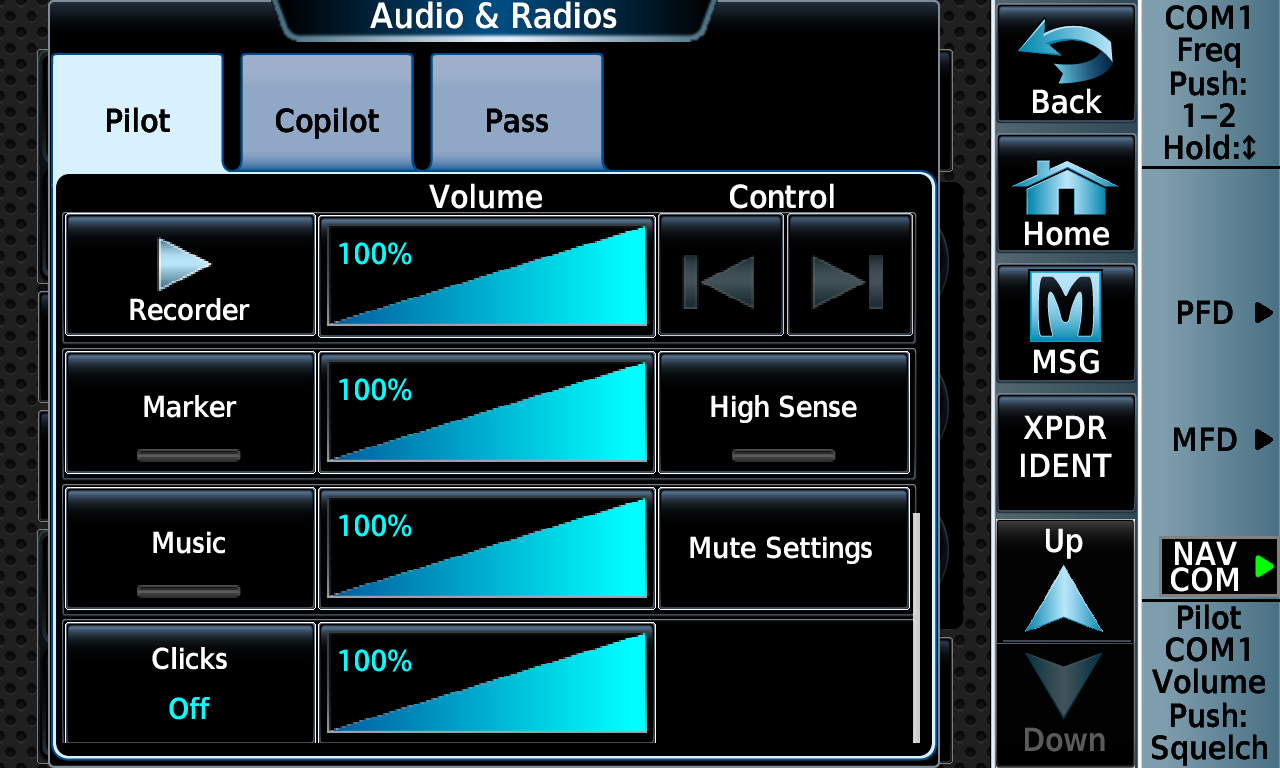 Audio & Radios
Pilot
Copilot
Pass
Volume
Control
Recorder
100%
Marker
100%
High Sense
Music
100%
Mute Settings
Clicks
Off
100%
Back
Home
MSG
XPDR
IDENT
Up
Down
COM1
Freq
Push:
1–2
Hold:↕
PFD
MFD
NAV
COM
Pilot
COM1
Volume
Push:
Squelch